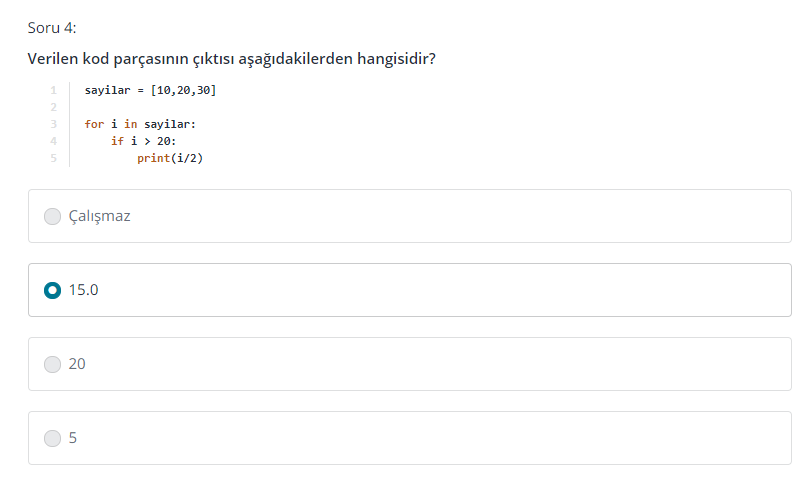 Soru 4:
Verilen kod parçasının çıktısı aşağıdakilerden hangisidir?
1 sayilar = [10,20,30]
2
3 for i in sayilar:
4 if i > 20:
5 print(i/2)
Çalışmaz
15.0
20
5